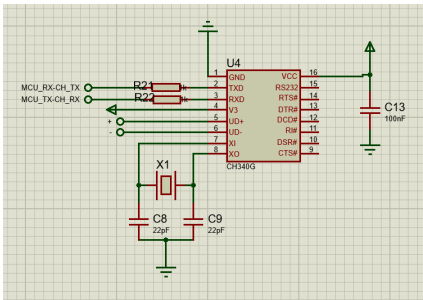 U4
1 GND VCC 16
MCU_RX-CH_TX R21 1k 2 TXD RS232 15
MCU_TX-CH_RX R22 1k 3 RXD RTS# 14
4 V3 DTR# 13
+ 5 UD+ DCD# 12
- 6 UD- RI# 11
7 XI DSR# 10
8 XO CTS# 9
CH340G
C13
100nF
X1
C8 C9
22pF 22pF